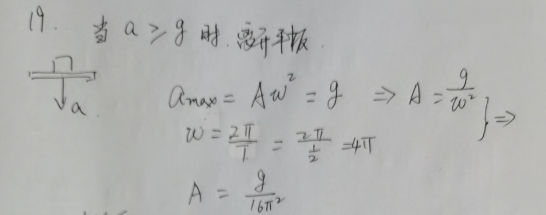 19. 当 a ≥ g 时. 离开平板.
a
a_max = Aω² = g ⇒ A = g/ω² } ⇒
ω = 2π/T = 2π/(1/2) = 4π
A = g/16π²